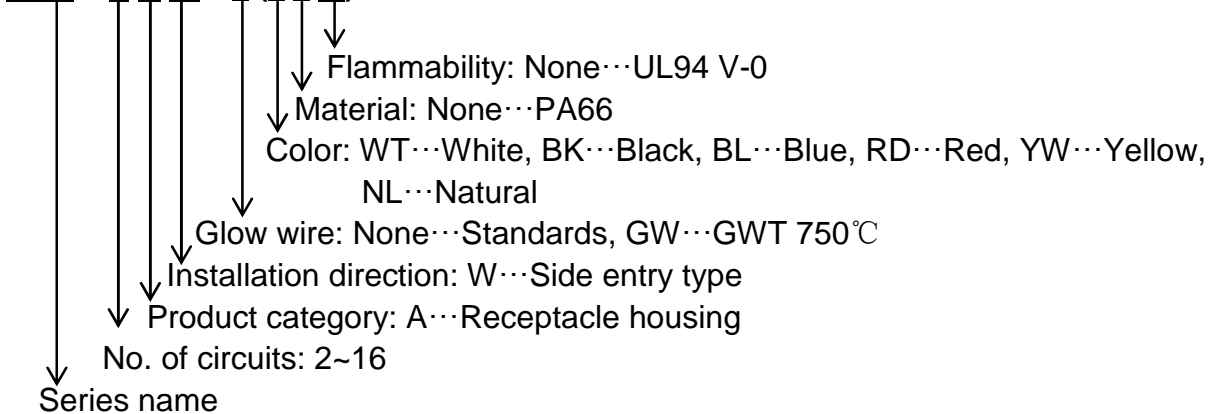 Flammability: None···UL94 V-0
Material: None···PA66
Color: WT···White, BK···Black, BL···Blue, RD···Red, YW···Yellow,
NL···Natural
Glow wire: None···Standards, GW···GWT 750℃
Installation direction: W···Side entry type
Product category: A···Receptacle housing
No. of circuits: 2~16
Series name